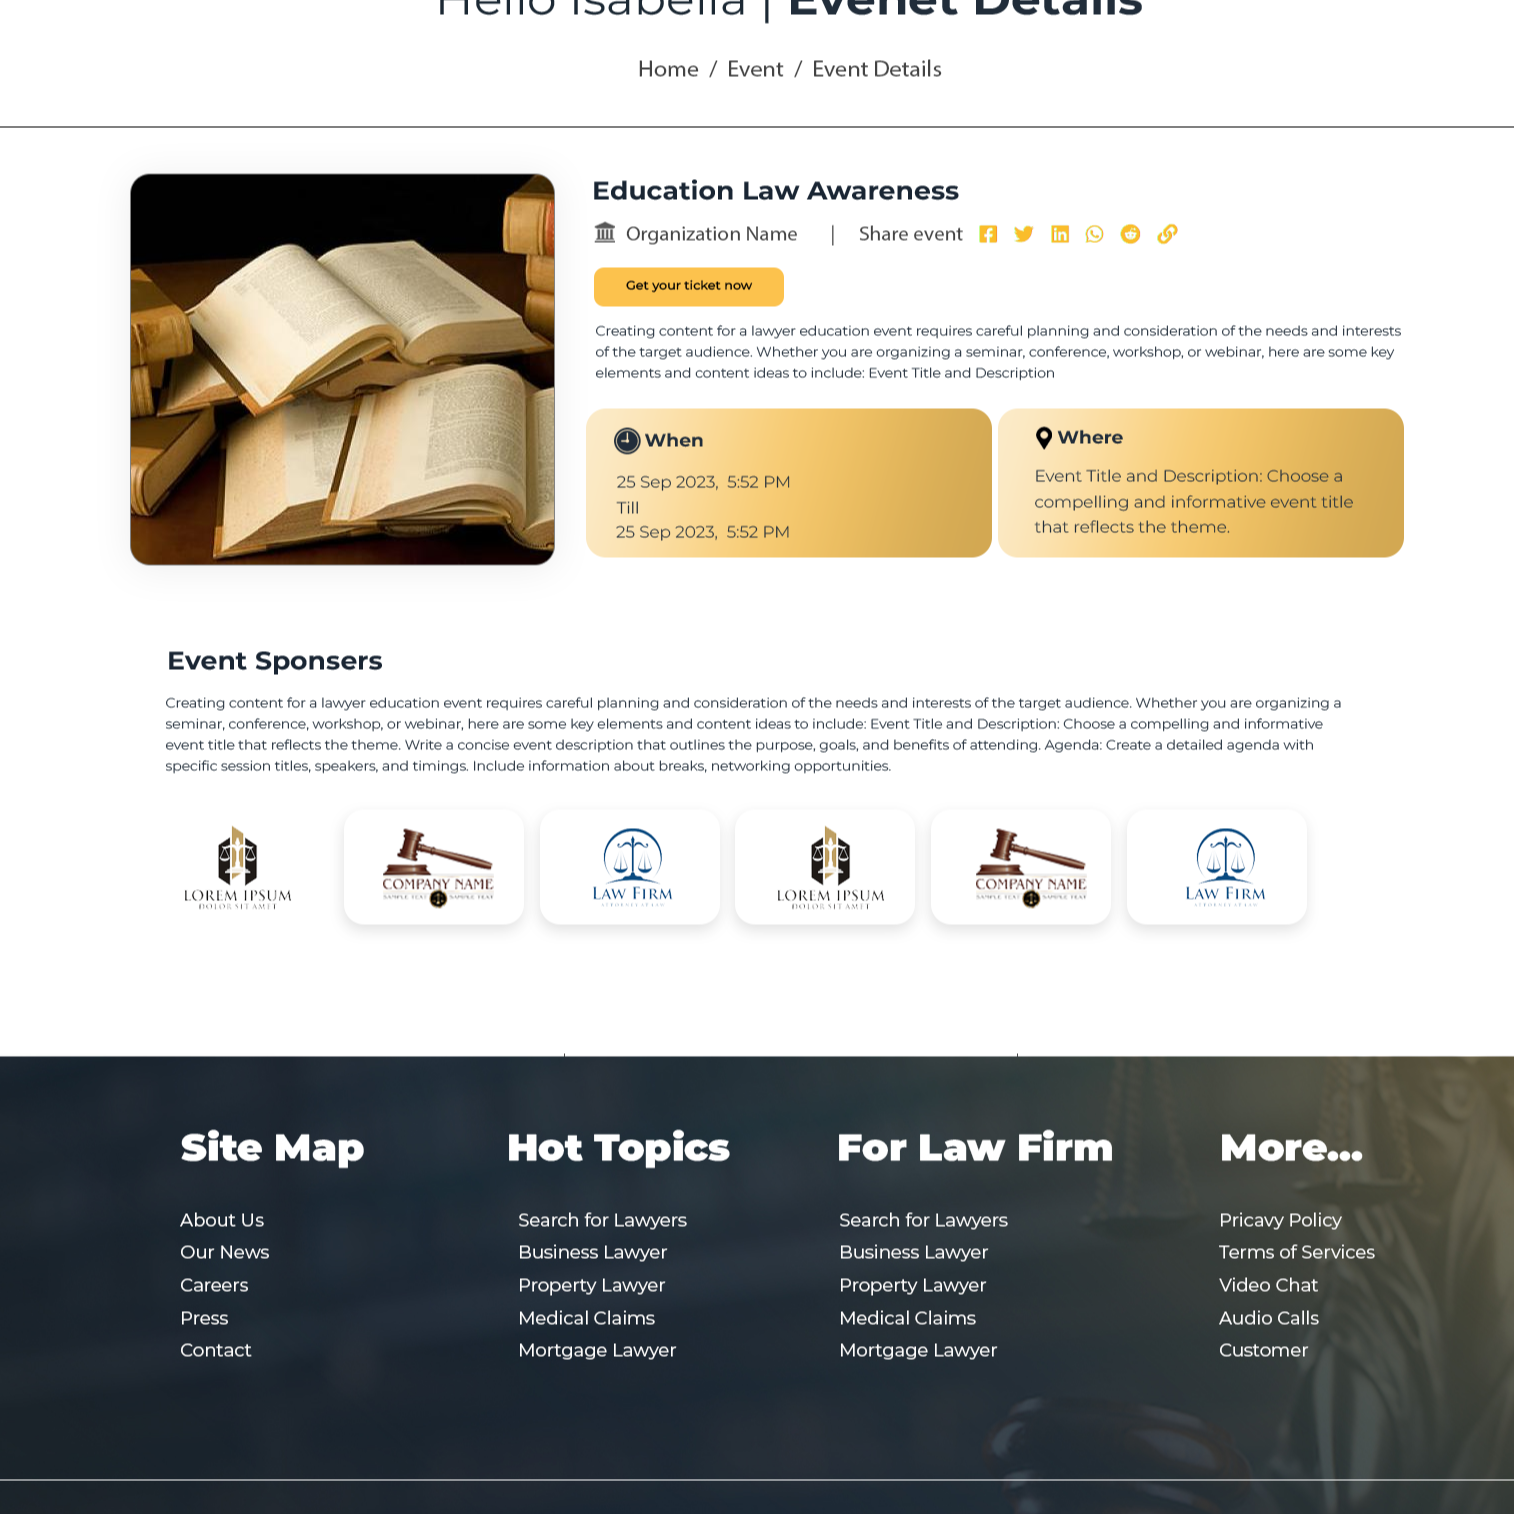 Hello Isabella | Evenet Details
Home / Event / Event Details
Education Law Awareness
Organization Name | Share event
Get your ticket now
Creating content for a lawyer education event requires careful planning and consideration of the needs and interests
of the target audience. Whether you are organizing a seminar, conference, workshop, or webinar, here are some key
elements and content ideas to include: Event Title and Description
When
25 Sep 2023, 5:52 PM
Till
25 Sep 2023, 5:52 PM
Where
Event Title and Description: Choose a
compelling and informative event title
that reflects the theme.
Event Sponsers
Creating content for a lawyer education event requires careful planning and consideration of the needs and interests of the target audience. Whether you are organizing a
seminar, conference, workshop, or webinar, here are some key elements and content ideas to include: Event Title and Description: Choose a compelling and informative
event title that reflects the theme. Write a concise event description that outlines the purpose, goals, and benefits of attending. Agenda: Create a detailed agenda with
specific session titles, speakers, and timings. Include information about breaks, networking opportunities.
LOREM IPSUM
DOLOR SIT AMET
COMPANY NAME
SAMPLE TEXT SAMPLE TEXT
LAW FIRM
LOREM IPSUM
DOLOR SIT AMET
COMPANY NAME
SAMPLE TEXT SAMPLE TEXT
LAW FIRM
Site Map
About Us
Our News
Careers
Press
Contact
Hot Topics
Search for Lawyers
Business Lawyer
Property Lawyer
Medical Claims
Mortgage Lawyer
For Law Firm
Search for Lawyers
Business Lawyer
Property Lawyer
Medical Claims
Mortgage Lawyer
More...
Pricavy Policy
Terms of Services
Video Chat
Audio Calls
Customer